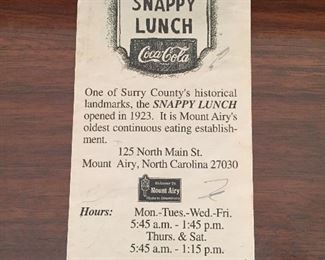 SNAPPY
LUNCH
Coca-Cola
One of Surry County's historical
landmarks, the SNAPPY LUNCH
opened in 1923. It is Mount Airy's
oldest continuous eating establish-
ment.
125 North Main St.
Mount Airy, North Carolina 27030
Welcome To
Mount Airy
Hours: Mon.-Tues.-Wed.-Fri.
5:45 a.m. - 1:45 p.m.
Thurs. & Sat.
5:45 a.m. - 1:15 p.m.